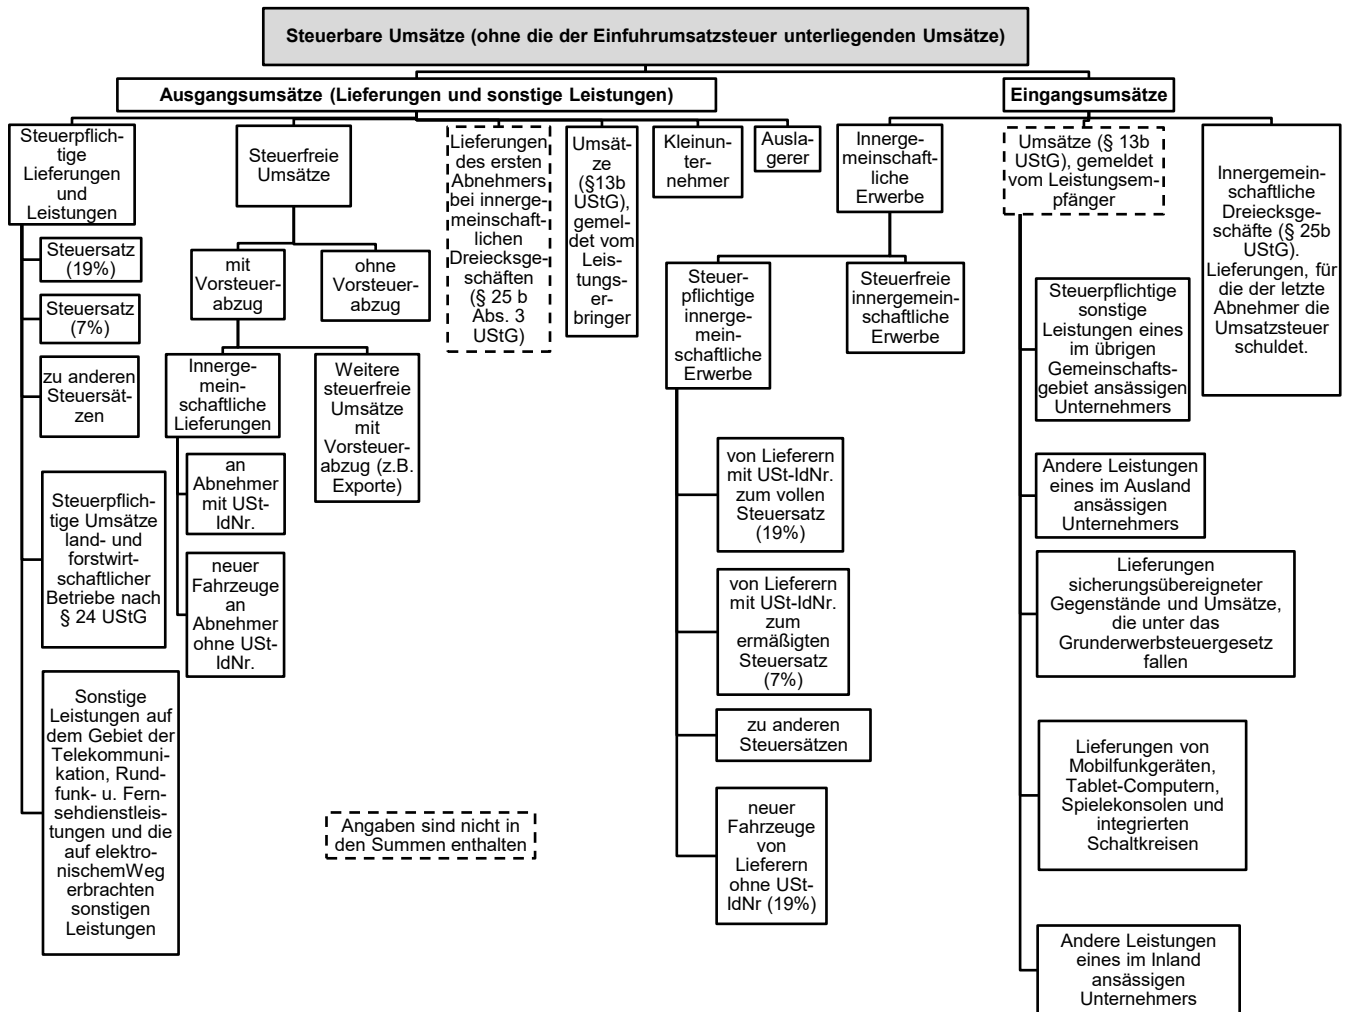 Steuerbare Umsätze (ohne die der Einfuhrumsatzsteuer unterliegenden Umsätze)
Ausgangsumsätze (Lieferungen und sonstige Leistungen)
Eingangsumsätze
Steuerpflich-
tige
Lieferungen
und
Leistungen
Steuerfreie
Umsätze
Lieferungen
des ersten
Abnehmers
bei innerge-
meinschaft-
lichen
Dreiecksge-
schäften
(§ 25 b
Abs. 3
UStG)
Umsät-
ze
(§13b
UStG),
gemel-
det vom
Leis-
tungs-
er-
bringer
Kleinun-
ter-
nehmer
Ausla-
gerer
Innerge-
meinschaft-
liche
Erwerbe
Umsätze (§ 13b
UStG), gemeldet
vom Leistungsem-
pfänger
Innergemein-
schaftliche
Dreiecksge-
schäfte (§ 25b
UStG).
Lieferungen, für
die der letzte
Abnehmer die
Umsatzsteuer
schuldet.
Steuersatz
(19%)
Steuersatz
(7%)
zu anderen
Steuersät-
zen
Steuerpflich-
tige Umsätze
land- und
forstwirt-
schaftlicher
Betriebe nach
§ 24 UStG
Sonstige
Leistungen auf
dem Gebiet der
Telekommuni-
kation, Rund-
funk- u. Fern-
sehdienstleis-
tungen und die
auf elektro-
nischemWeg
erbrachten
sonstigen
Leistungen
mit
Vorsteuer-
abzug
ohne
Vorsteuer-
abzug
Innerge-
mein-
schaftliche
Lieferungen
Weitere
steuerfreie
Umsätze
mit
Vorsteuer-
abzug (z.B.
Exporte)
an
Abnehmer
mit USt-
IdNr.
neuer
Fahrzeuge
an
Abnehmer
ohne USt-
IdNr.
Angaben sind nicht in
den Summen enthalten
Steuer-
pflichtige
innerge-
mein-
schaftliche
Erwerbe
Steuerfreie
innergemein-
schaftliche
Erwerbe
von Lieferern
mit USt-IdNr.
zum vollen
Steuersatz
(19%)
von Lieferern
mit USt-IdNr.
zum
ermäßigten
Steuersatz
(7%)
zu anderen
Steuersätzen
neuer
Fahrzeuge
von
Lieferern
ohne USt-
IdNr (19%)
Steuerpflichtige
sonstige
Leistungen eines
im übrigen
Gemeinschafts-
gebiet ansässigen
Unternehmers
Andere Leistungen
eines im Ausland
ansässigen
Unternehmers
Lieferungen
sicherungsübereigneter
Gegenstände und Umsätze,
die unter das
Grunderwerbsteuergesetz
fallen
Lieferungen von
Mobilfunkgeräten,
Tablet-Computern,
Spielekonsolen und
integrierten
Schaltkreisen
Andere Leistungen
eines im Inland
ansässigen
Unternehmers